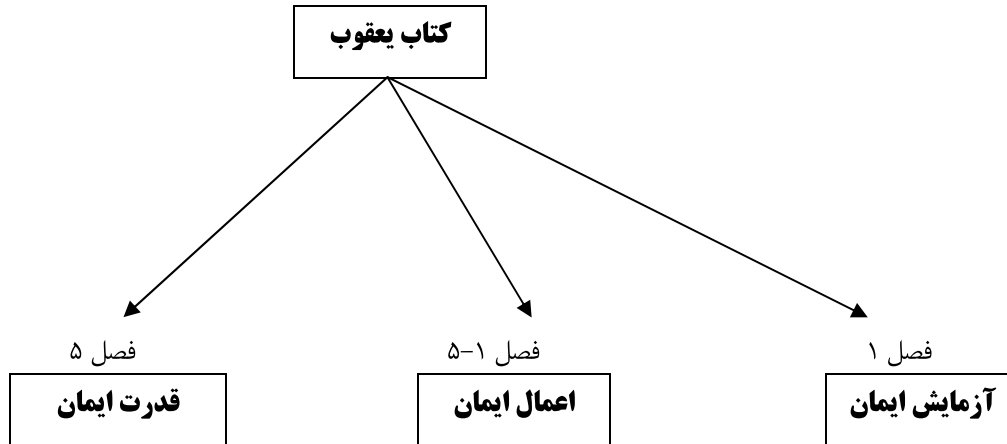 کتاب یعقوب
فصل ۱
فصل ۱-۵
فصل ۵
آزمایش ایمان
اعمال ایمان
قدرت ایمان